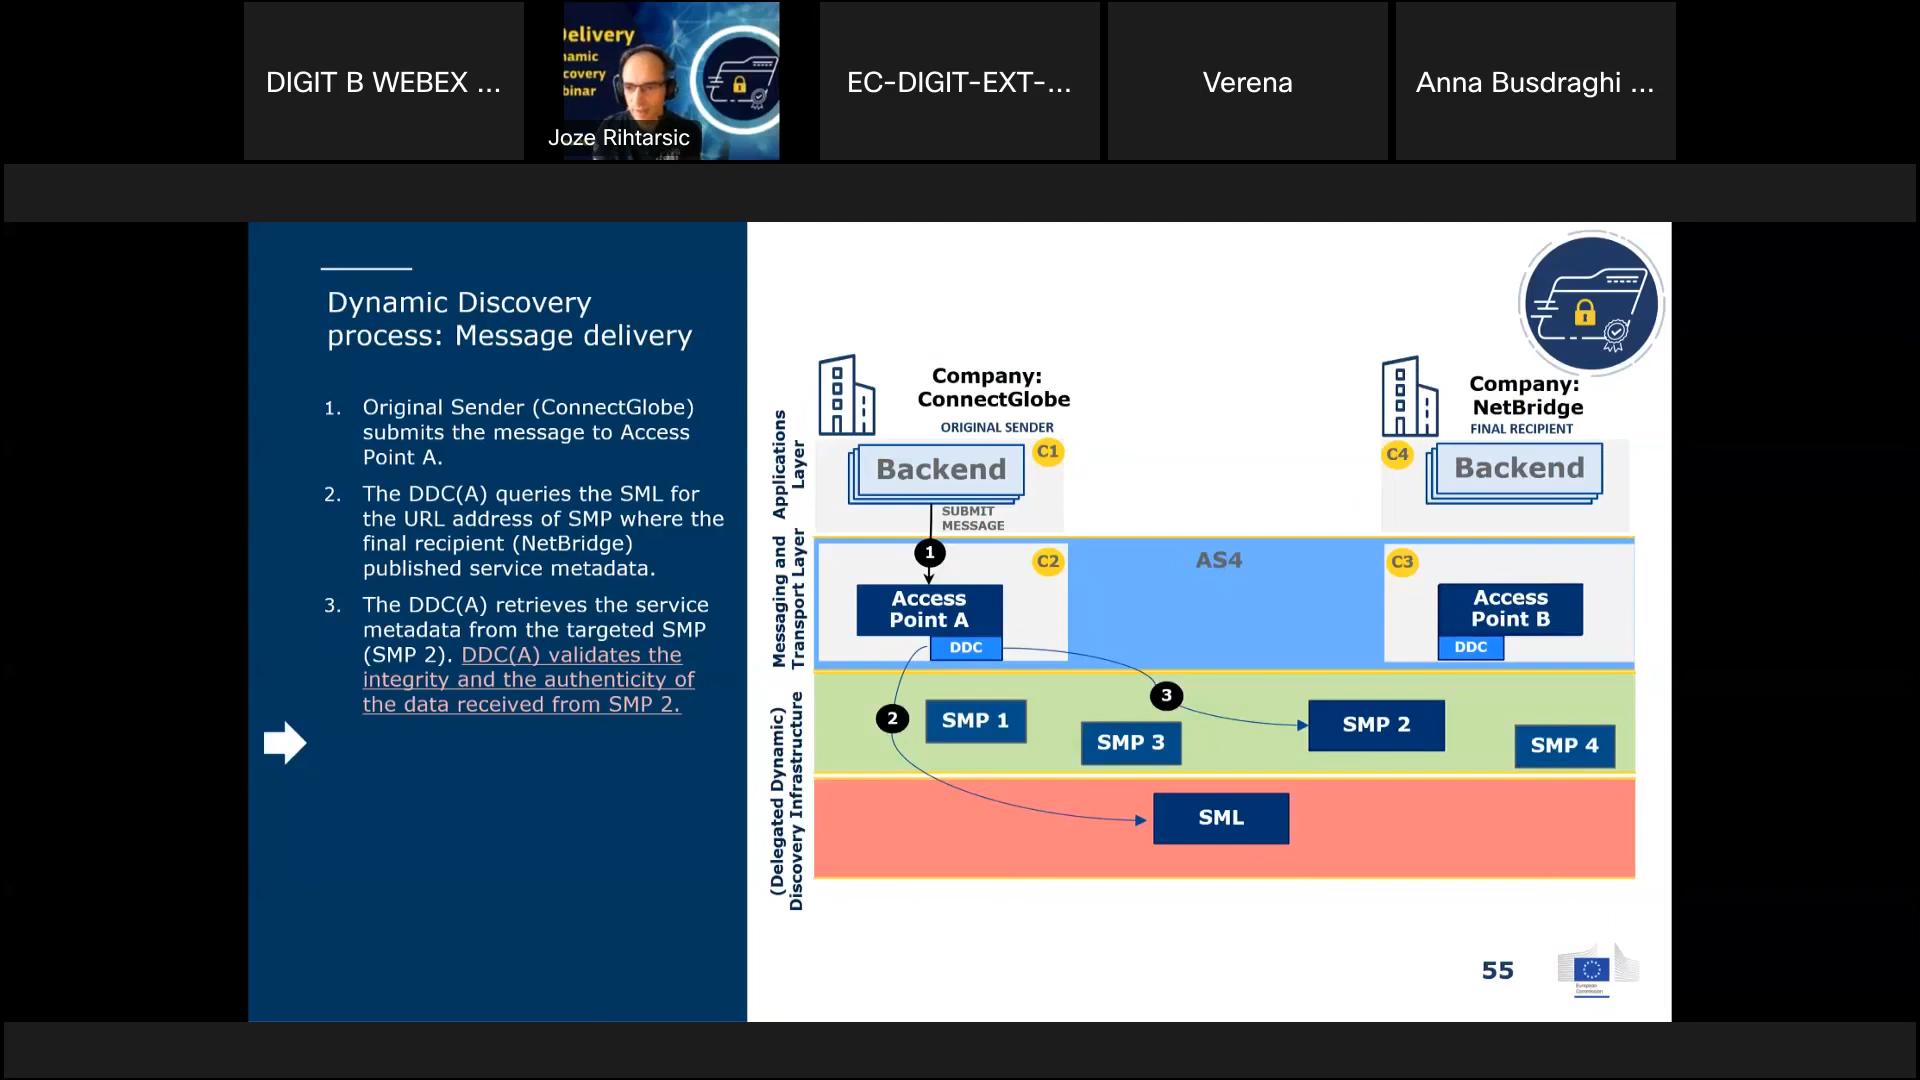 DIGIT B WEBEX ...
Delivery
namic
covery
binar
Joze Rihtarsic
EC-DIGIT-EXT-...
Verena
Anna Busdraghi ...
Dynamic Discovery
process: Message delivery
1. Original Sender (ConnectGlobe)
submits the message to Access
Point A.
2. The DDC(A) queries the SML for
the URL address of SMP where the
final recipient (NetBridge)
published service metadata.
3. The DDC(A) retrieves the service
metadata from the targeted SMP
(SMP 2). DDC(A) validates the
integrity and the authenticity of
the data received from SMP 2.
Company:
ConnectGlobe
ORIGINAL SENDER
Company:
NetBridge
FINAL RECIPIENT
Applications
Layer
Backend
C1
C4
Backend
SUBMIT
MESSAGE
Messaging and
Transport Layer
1
C2
AS4
C3
Access
Point A
DDC
Access
Point B
DDC
(Delegated Dynamic)
Discovery Infrastructure
2
SMP 1
3
SMP 3
SMP 2
SMP 4
SML
55
European
Commission